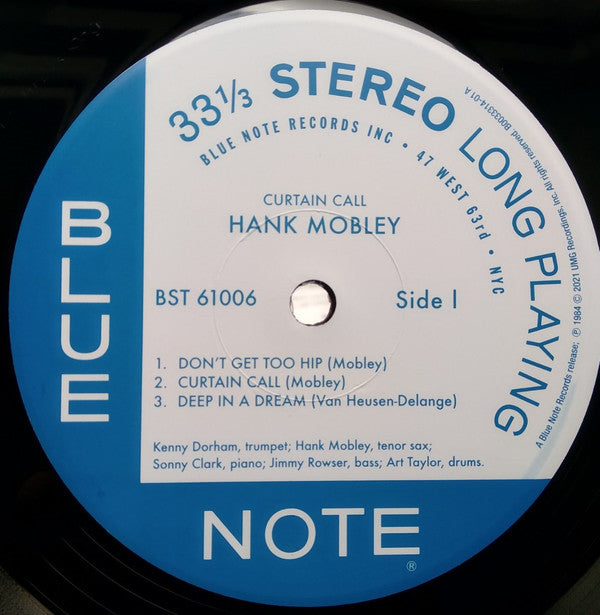 33⅓ STEREO LONG PLAYING
BLUE NOTE RECORDS INC • 47 WEST 63rd • NYC
CURTAIN CALL
HANK MOBLEY
BST 61006
Side 1
1. DON'T GET TOO HIP (Mobley)
2. CURTAIN CALL (Mobley)
3. DEEP IN A DREAM (Van Heusen-Delange)
Kenny Dorham, trumpet; Hank Mobley, tenor sax;
Sonny Clark, piano; Jimmy Rowser, bass; Art Taylor, drums.
A Blue Note Records release; ℗ 1984 © 2021 UMG Recordings, Inc. All rights reserved. B0033314-01 A
BLUE
NOTE
®